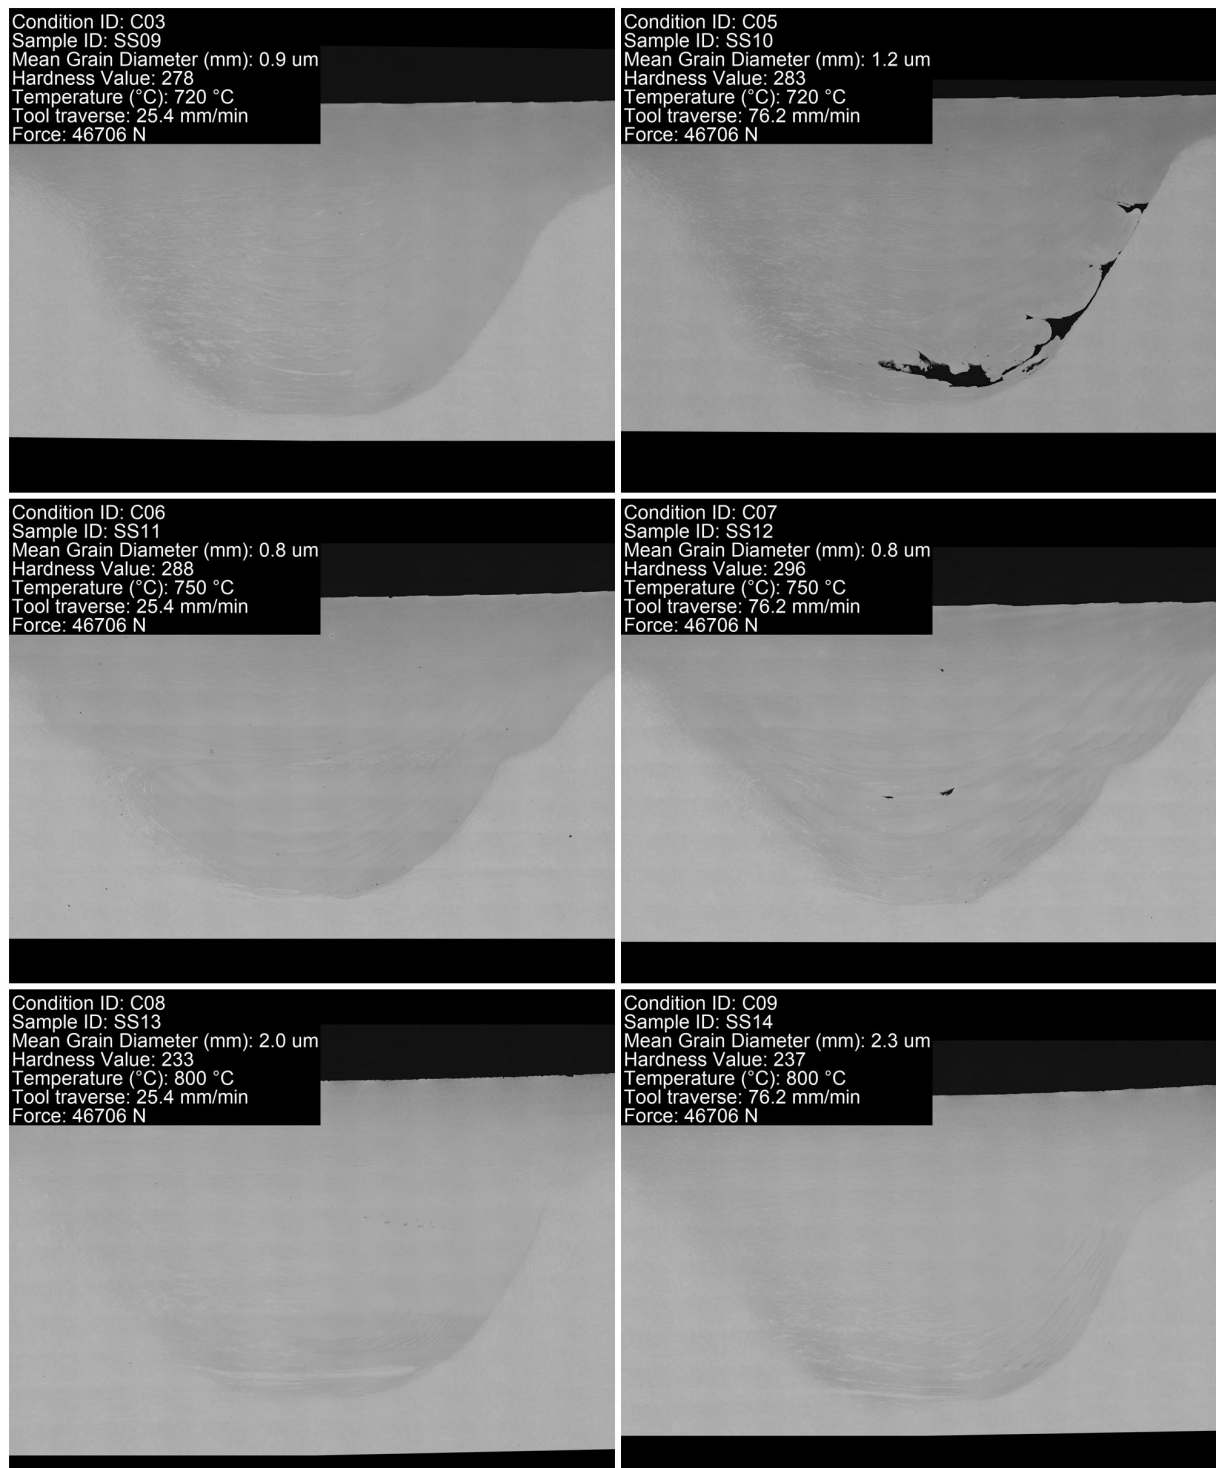 Condition ID: C03
Sample ID: SS09
Mean Grain Diameter (mm): 0.9 um
Hardness Value: 278
Temperature (°C): 720 °C
Tool traverse: 25.4 mm/min
Force: 46706 N
Condition ID: C05
Sample ID: SS10
Mean Grain Diameter (mm): 1.2 um
Hardness Value: 283
Temperature (°C): 720 °C
Tool traverse: 76.2 mm/min
Force: 46706 N
Condition ID: C06
Sample ID: SS11
Mean Grain Diameter (mm): 0.8 um
Hardness Value: 288
Temperature (°C): 750 °C
Tool traverse: 25.4 mm/min
Force: 46706 N
Condition ID: C07
Sample ID: SS12
Mean Grain Diameter (mm): 0.8 um
Hardness Value: 296
Temperature (°C): 750 °C
Tool traverse: 76.2 mm/min
Force: 46706 N
Condition ID: C08
Sample ID: SS13
Mean Grain Diameter (mm): 2.0 um
Hardness Value: 233
Temperature (°C): 800 °C
Tool traverse: 25.4 mm/min
Force: 46706 N
Condition ID: C09
Sample ID: SS14
Mean Grain Diameter (mm): 2.3 um
Hardness Value: 237
Temperature (°C): 800 °C
Tool traverse: 76.2 mm/min
Force: 46706 N